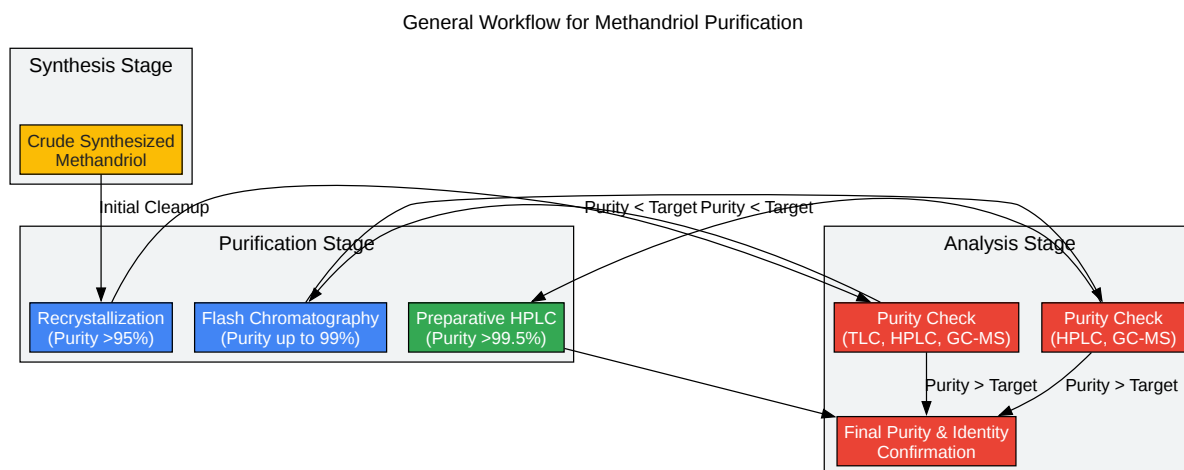 General Workflow for Methandriol Purification
Synthesis Stage
Crude Synthesized
Methandriol
Initial Cleanup
Purity < Target
Purity < Target
Purification Stage
Analysis Stage
Recrystallization
(Purity >95%)
Flash Chromatography
(Purity up to 99%)
Preparative HPLC
(Purity >99.5%)
Purity Check
(TLC, HPLC, GC-MS)
Purity Check
(HPLC, GC-MS)
Purity > Target
Purity > Target
Final Purity & Identity
Confirmation